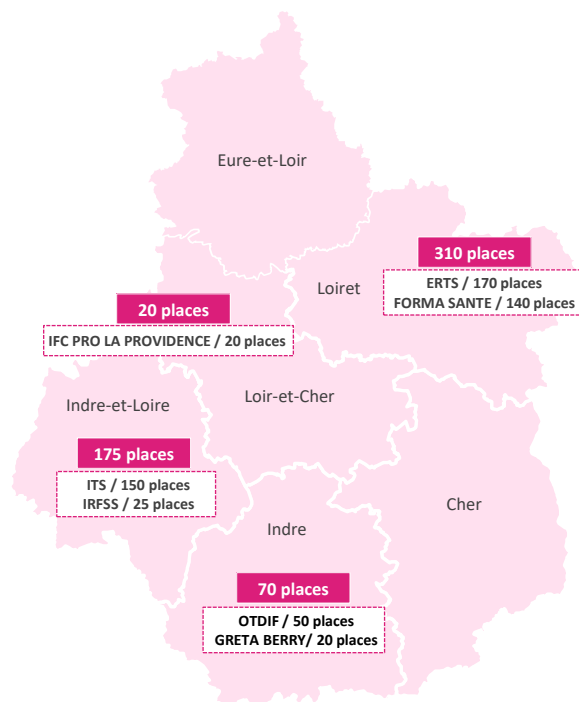 Eure-et-Loir
310 places
Loiret
ERTS / 170 places
FORMA SANTE / 140 places
20 places
IFC PRO LA PROVIDENCE / 20 places
Indre-et-Loire
Loir-et-Cher
175 places
ITS / 150 places
IRFSS / 25 places
Cher
Indre
70 places
OTDIF / 50 places
GRETA BERRY/ 20 places